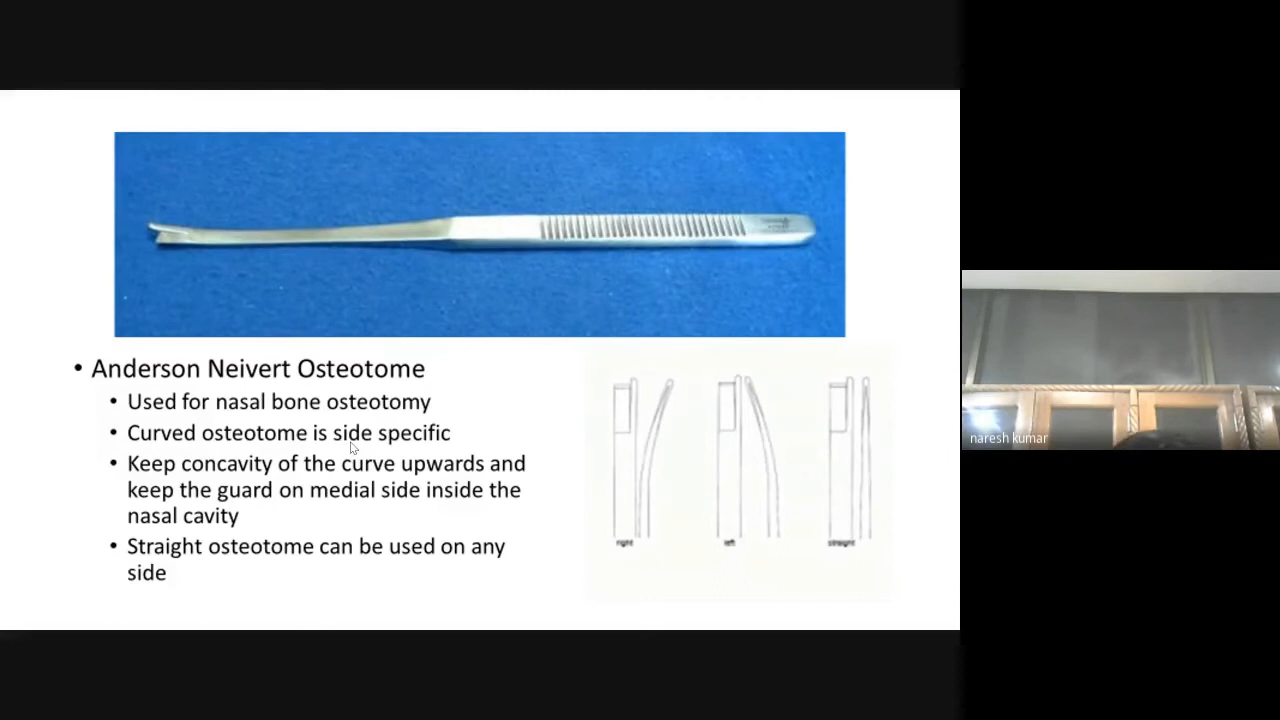 Anderson Neivert Osteotome
Used for nasal bone osteotomy
Curved osteotome is side specific
Keep concavity of the curve upwards and
keep the guard on medial side inside the
nasal cavity
Straight osteotome can be used on any
side
right
left
straight
naresh kumar